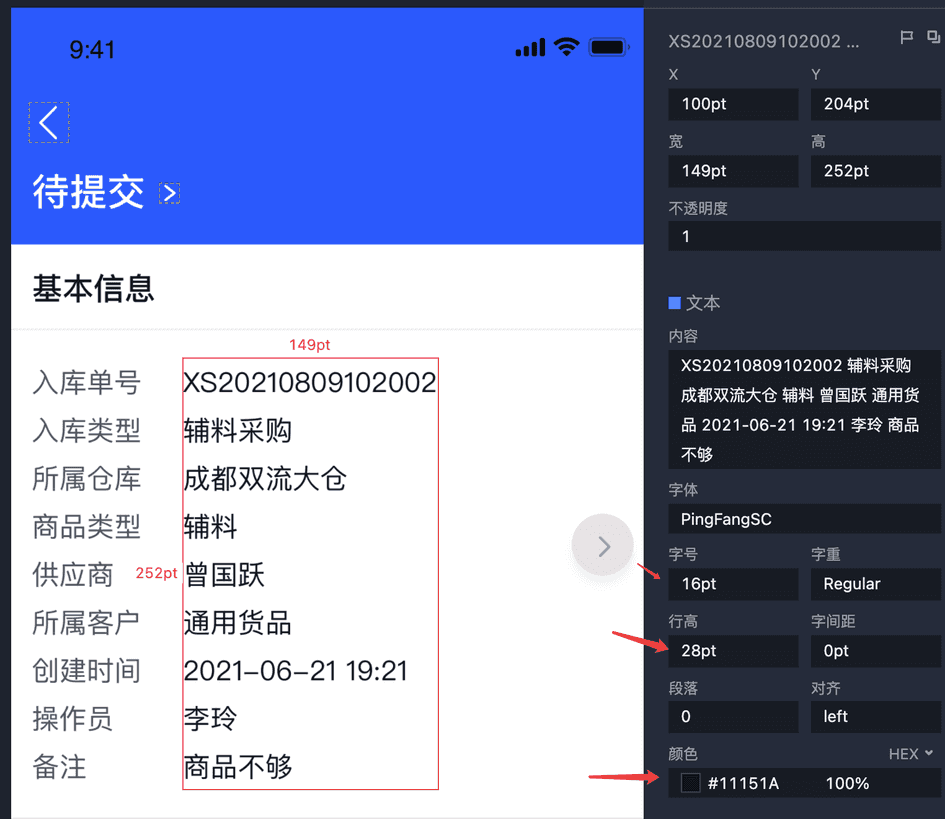 9:41
待提交
基本信息
149pt
入库单号 XS20210809102002
入库类型 辅料采购
所属仓库 成都双流大仓
商品类型 辅料
供应商 252pt 曾国跃
所属客户 通用货品
创建时间 2021-06-21 19:21
操作员 李玲
备注 商品不够
XS20210809102002 ...
X Y
100pt 204pt
宽 高
149pt 252pt
不透明度
1
文本
内容
XS20210809102002 辅料采购
成都双流大仓 辅料 曾国跃 通用货
品 2021-06-21 19:21 李玲 商品
不够
字体
PingFangSC
字号 字重
16pt Regular
行高 字间距
28pt 0pt
段落 对齐
0 left
颜色 HEX
#11151A 100%